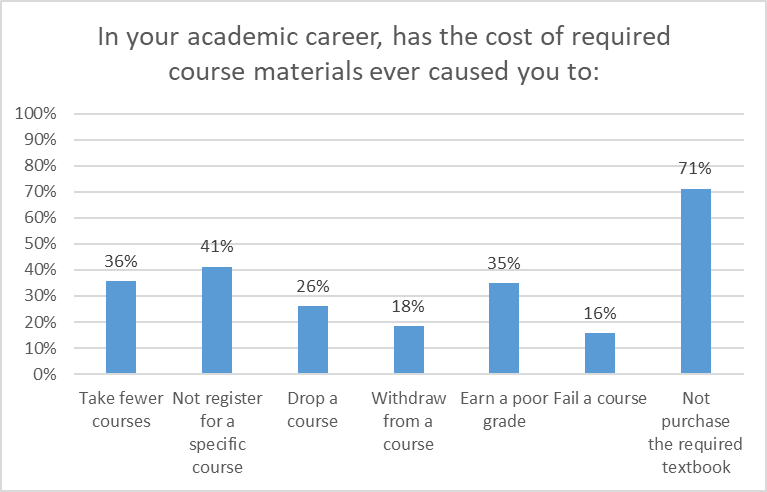 In your academic career, has the cost of required
course materials ever caused you to:
100%
90%
80%
70%
60%
50%
40%
30%
20%
10%
0%
36%
41%
26%
18%
35%
16%
71%
Take fewer
courses
Not register
for a
specific
course
Drop a
course
Withdraw
from a
course
Earn a poor
grade
Fail a course
Not
purchase
the required
textbook